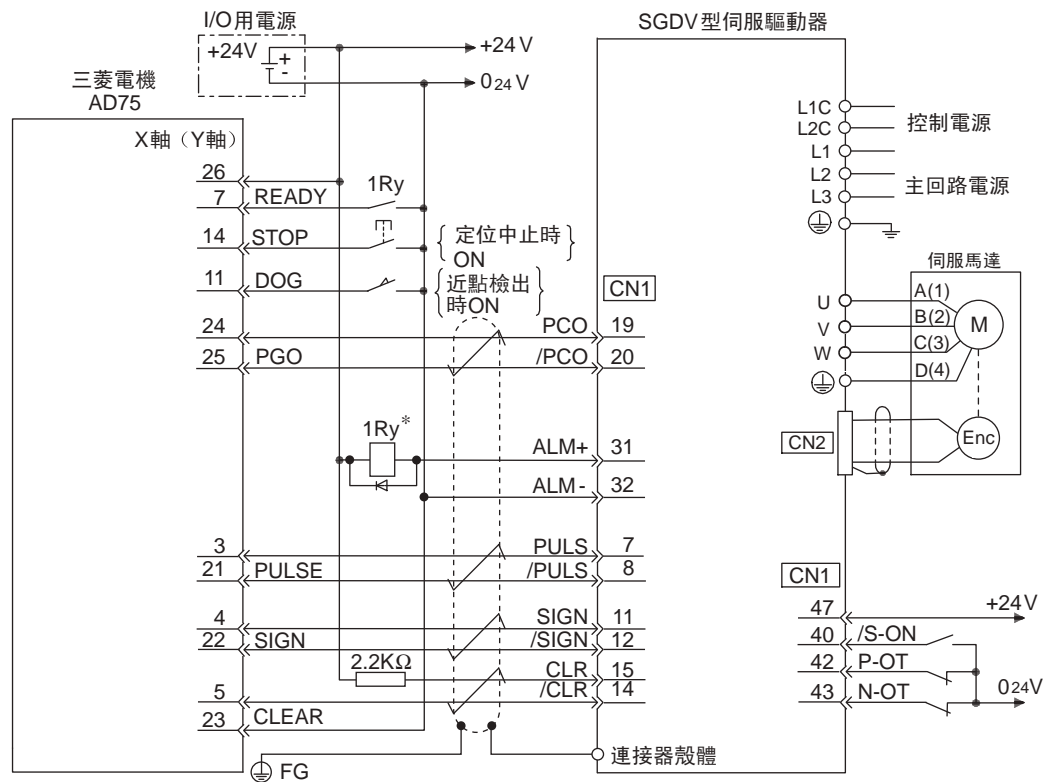 I/O用電源
+24V
+
-
+24V
024V
三菱電機
AD75
X軸（Y軸）
26
7
READY
1Ry
14
STOP
定位中止時
ON
11
DOG
近點檢出
時ON
24
25
PGO
PCO
19
/PCO
20
1Ry*
ALM+
31
ALM-
32
3
21
PULSE
PULS
7
/PULS
8
4
22
SIGN
SIGN
11
/SIGN
12
2.2KΩ
CLR
15
/CLR
14
5
23
CLEAR
FG
連接器殼體
SGDV型伺服驅動器
CN1
L1C
L2C
控制電源
L1
L2
L3
主回路電源
伺服馬達
U
A(1)
V
B(2)
W
C(3)
D(4)
M
CN2
Enc
CN1
47
+24V
40
/S-ON
42
P-OT
43
N-OT
024V